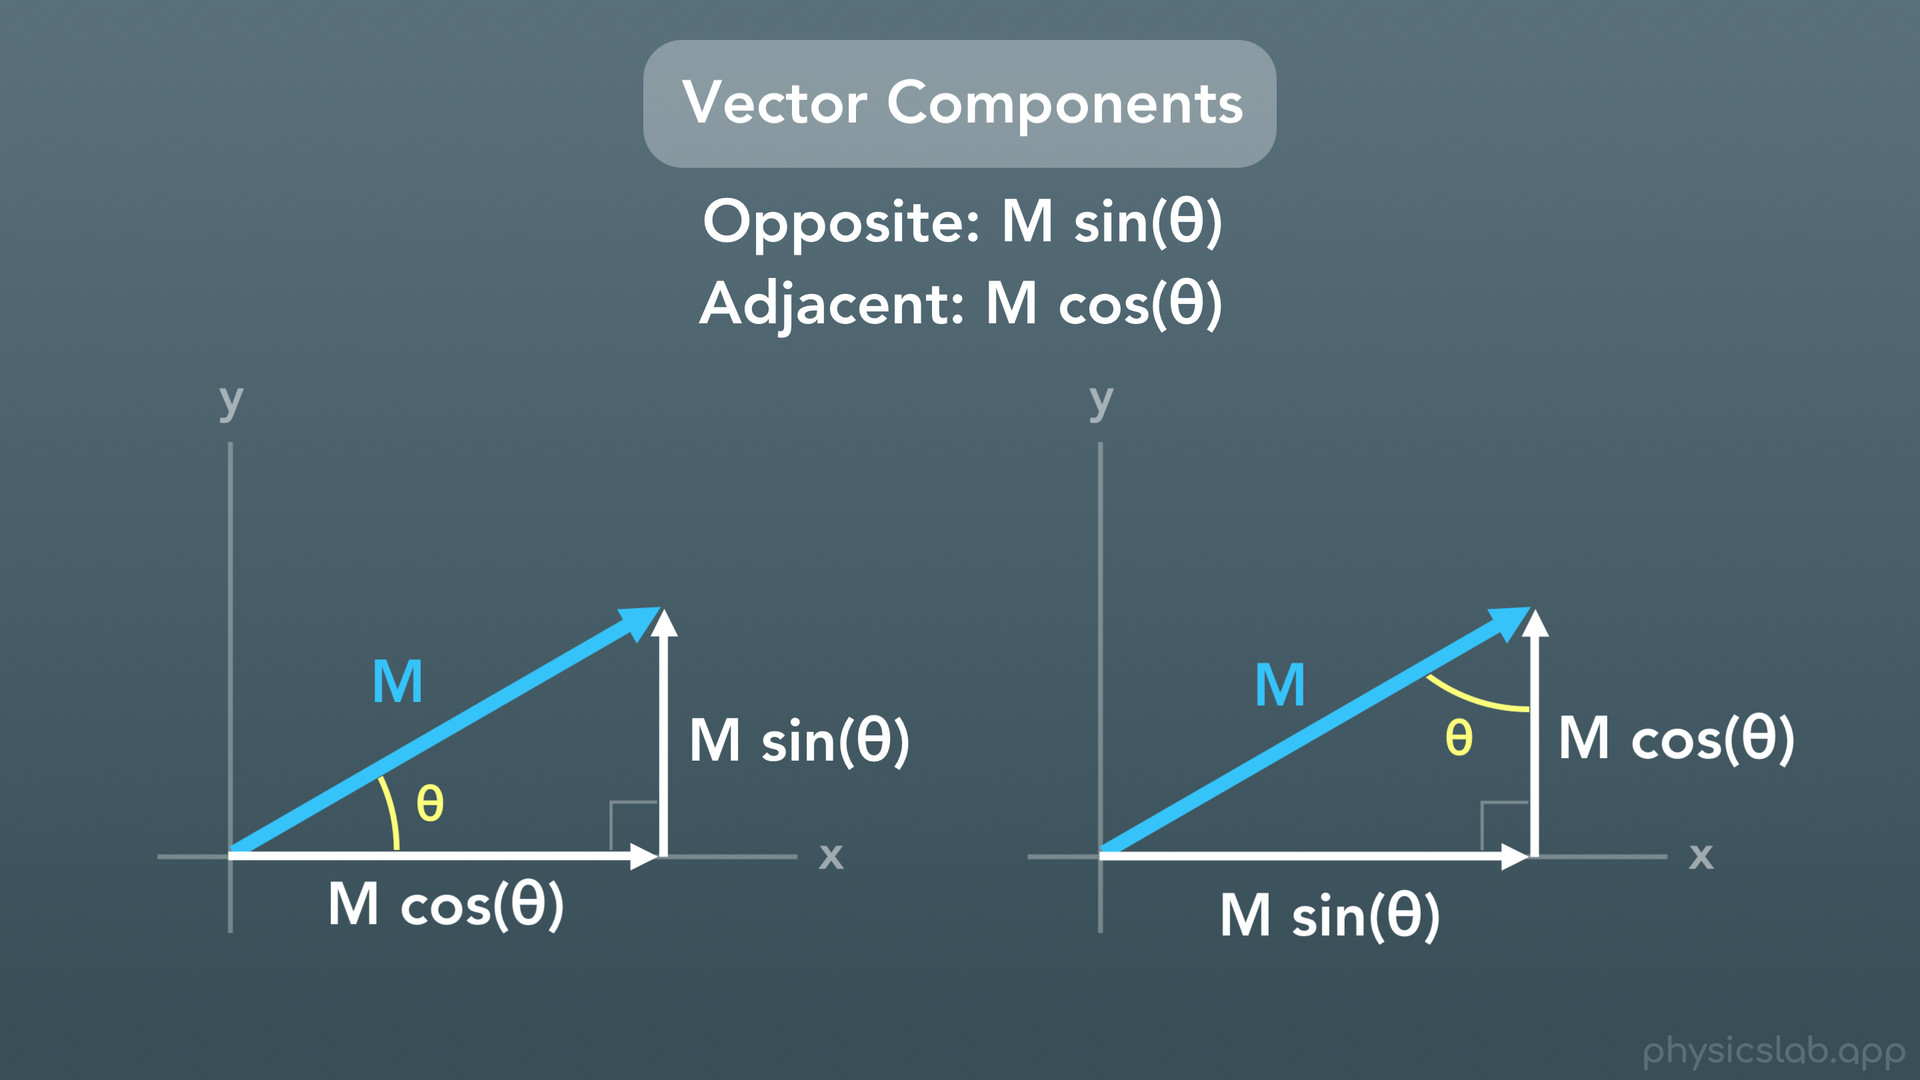 Vector Components
Opposite: M sin(θ)
Adjacent: M cos(θ)
y
M
θ
M sin(θ)
x
M cos(θ)
y
M
θ
M cos(θ)
x
M sin(θ)
physicslab.app